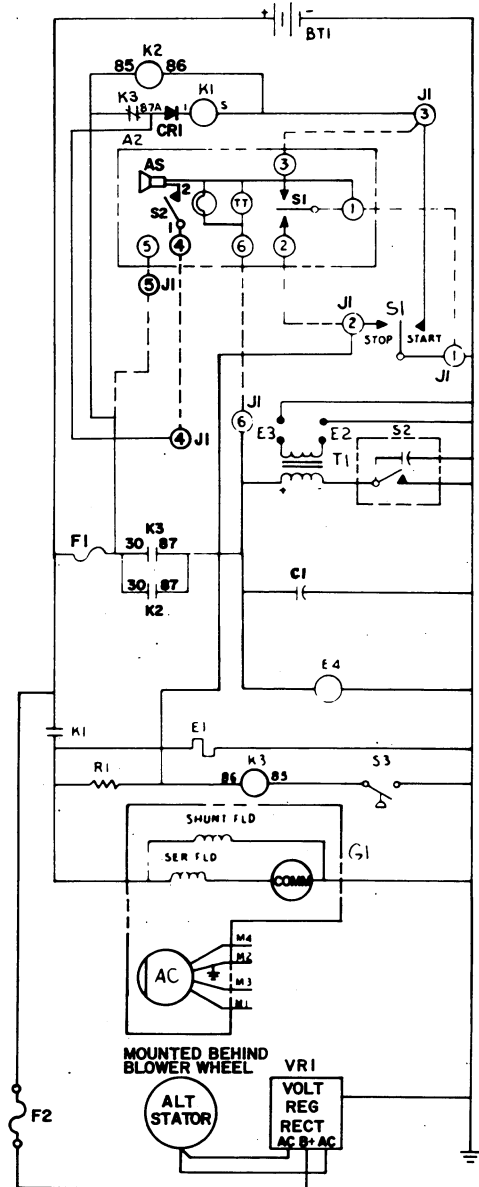 + -
BT1
K2
85 86
K3 87A 1 K1 S
CR1
J1
3
A2
AS
2
3
S2
TT
S1
1
1
5 4 6 2
5 J1
J1
2
S1
STOP START
1
J1
J1
6
4 J1
E3 E2 S2
T1
+
F1
K3
30 87
30 87
K2
C1
E4
K1
E1
R1
K3
86 85
S3
SHUNT FLD
SER FLD
G1
COMM
M4
M2
AC
M3
M1
MOUNTED BEHIND
BLOWER WHEEL
VR1
ALT
STATOR
VOLT
REG
RECT
AC B+ AC
F2